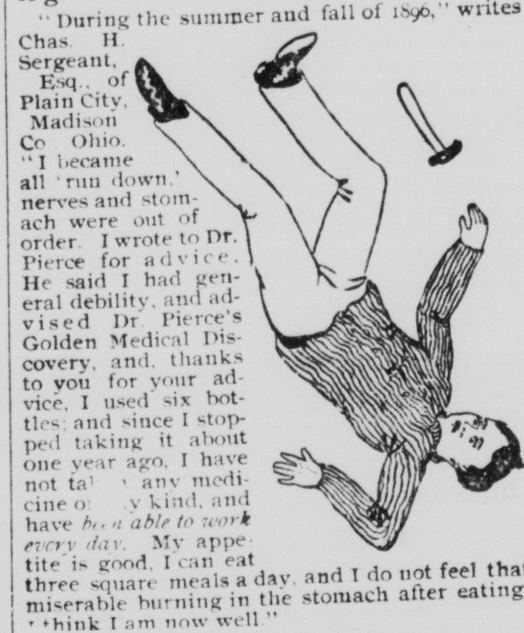 "During the summer and fall of 1896," writes
Chas. H.
Sergeant,
Esq., of
Plain City,
Madison
Co Ohio.
"I became
all 'run down,'
nerves and stom-
ach were out of
order. I wrote to Dr.
Pierce for advice.
He said I had gen-
eral debility, and ad-
vised Dr. Pierce's
Golden Medical Dis-
covery, and, thanks
to you for your ad-
vice, I used six bot-
tles; and since I stop-
ped taking it about
one year ago, I have
not any medi-
cine kind, and
have been able to work
every day. My appe-
tite is good, I can eat
three square meals a day, and I do not feel that
miserable burning in the stomach after eating
think I am now well."